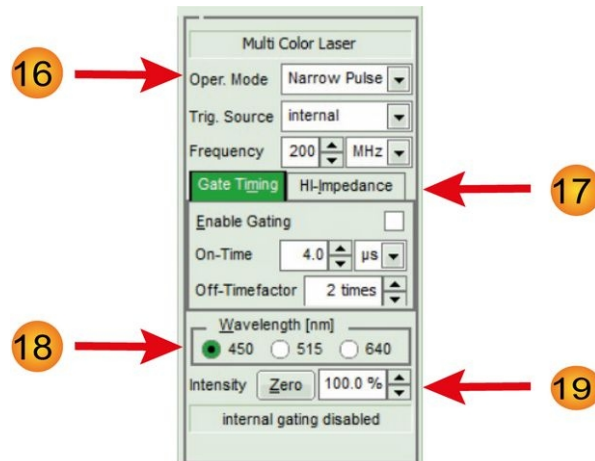 Multi Color Laser
16 Oper. Mode Narrow Pulse
Trig. Source internal
Frequency 200 MHz
Gate Timing HI-Impedance 17
Enable Gating
On-Time 4.0 µs
Off-Timefactor 2 times
Wavelength [nm]
18 450 515 640
Intensity Zero 100.0 % 19
internal gating disabled